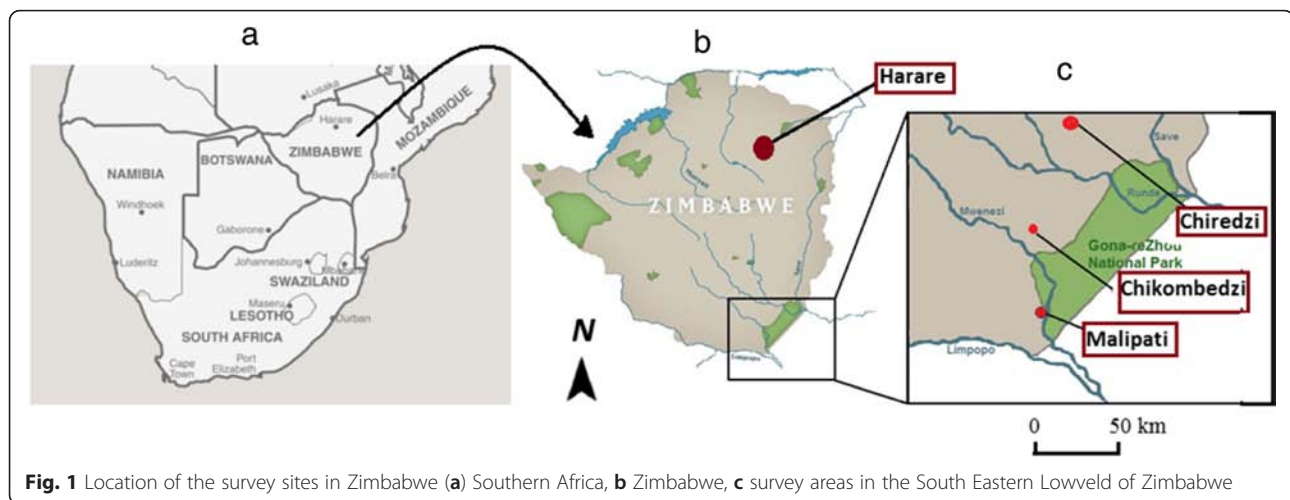 a
b
c
Lusaka
Harare
ZIMBABWE
MOZAMBIQUE
BOTSWANA
NAMIBIA
Beira
Windhoek
Gaborone
Luderitz
Johannesburg
Mbabane
SWAZILAND
Maseru
LESOTHO
Durban
SOUTH AFRICA
Cape
Town
Port
Elizabeth
N
Harare
ZIMBABWE
Save
Runde
Mwenezi
Chiredzi
Gona-reZhou
National Park
Chikombedzi
Malipati
Limpopo
0 50 km
Fig. 1 Location of the survey sites in Zimbabwe (a) Southern Africa, b Zimbabwe, c survey areas in the South Eastern Lowveld of Zimbabwe